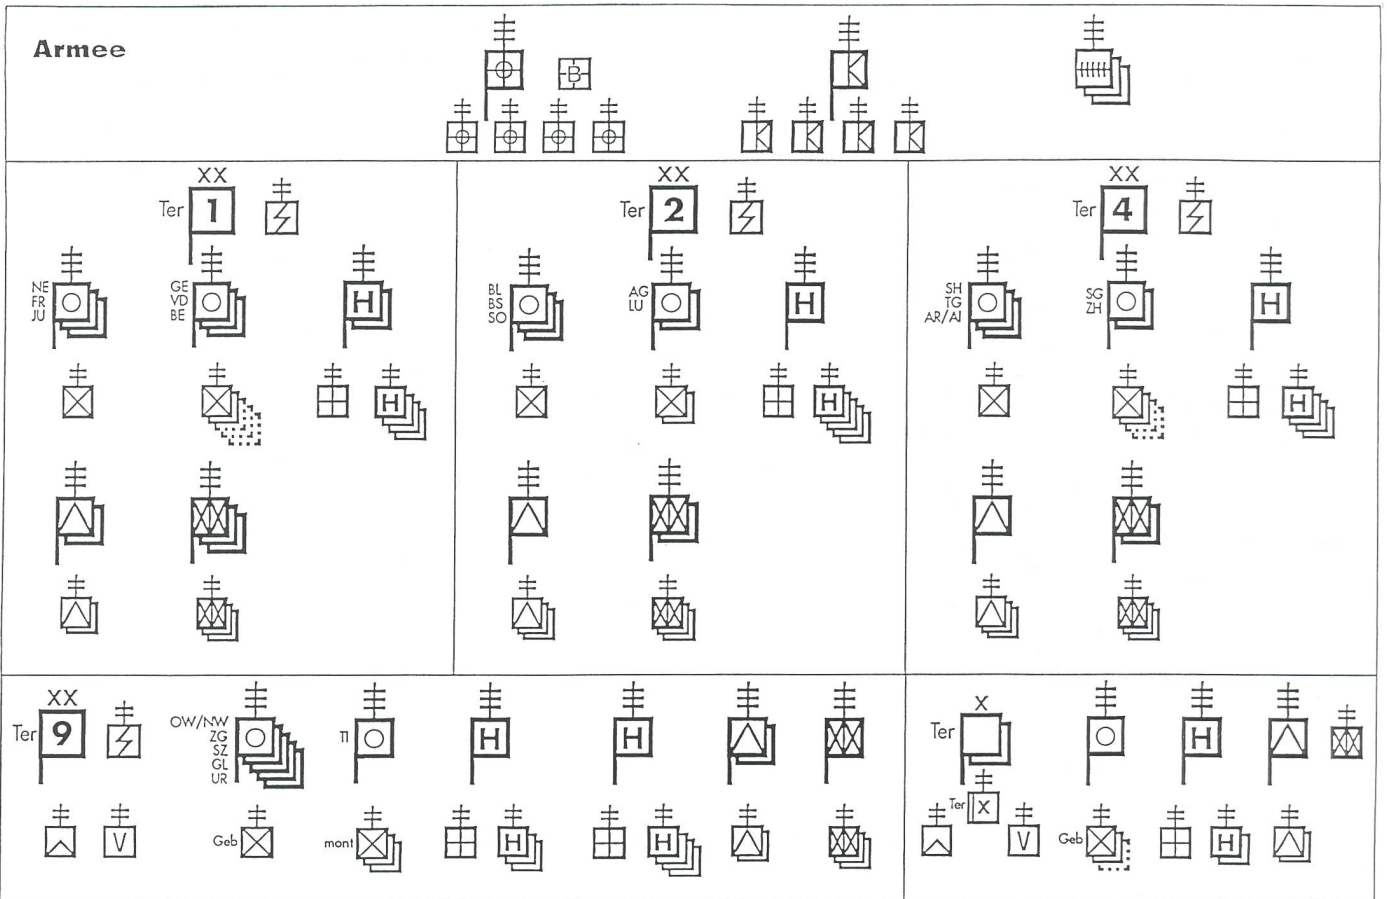 Armee
B
XX
Ter 1
NE
FR
JU
GE
VD
BE
H
H
XX
Ter 2
BL
BS
SO
AG
LU
H
H
XX
Ter 4
SH
TG
AR/AI
SG
ZH
H
H
XX
Ter 9
OW/NW
ZG
SZ
GL
UR
TI
H
H
V
Geb
mont
H
H
X
Ter
H
Ter X
V
Geb
H